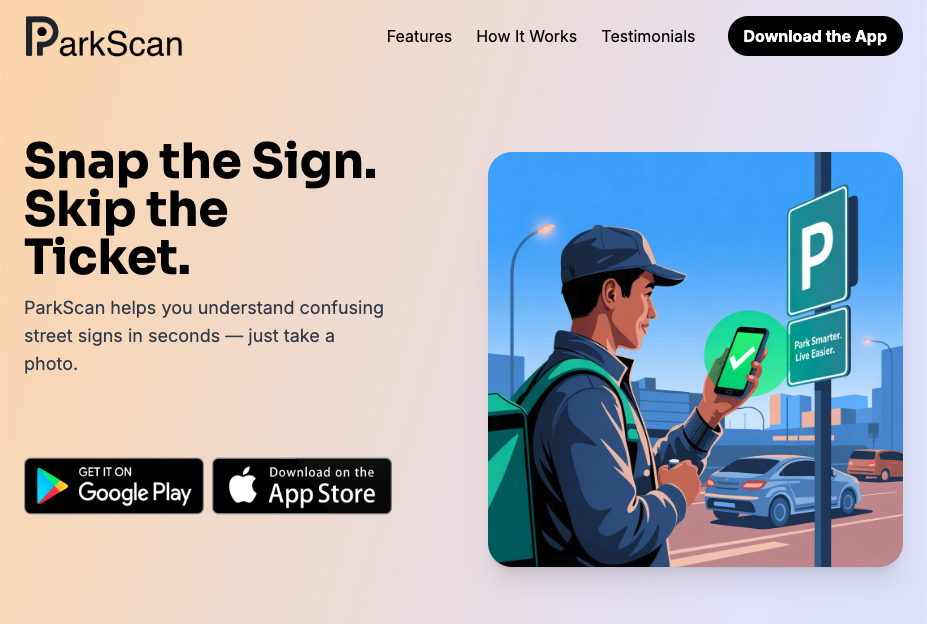 ParkScan
Features
How It Works
Testimonials
Download the App
Snap the Sign.
Skip the
Ticket.
ParkScan helps you understand confusing
street signs in seconds — just take a
photo.
GET IT ON
Google Play
Download on the
App Store
P
Park Smarter.
Live Easier.